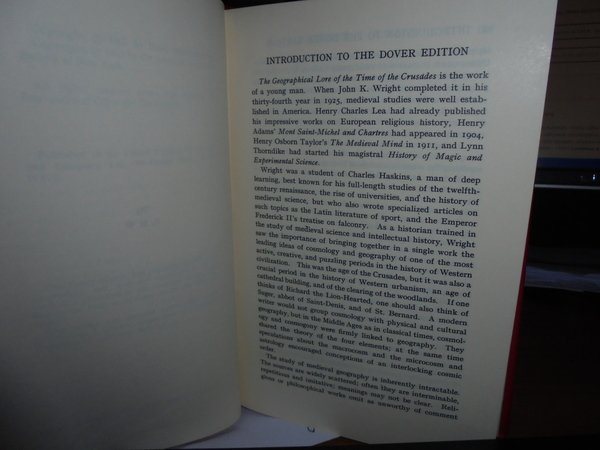 INTRODUCTION TO THE DOVER EDITION
The Geographical Lore of the Time of the Crusades is the work
of a young man. When John K. Wright completed it in his
thirty-fourth year in 1925, medieval studies were well estab-
lished in America. Henry Charles Lea had already published
his impressive works on European religious history, Henry
Adams' Mont Saint-Michel and Chartres had appeared in 1904,
Henry Osborn Taylor's The Medieval Mind in 1911, and Lynn
Thorndike had started his magistral History of Magic and
Experimental Science.
Wright was a student of Charles Haskins, a man of deep
learning, best known for his full-length studies of the twelfth-
century renaissance, the rise of universities, and the history of
medieval science, but who also wrote specialized articles on
such topics as the Latin literature of sport, and the Emperor
Frederick II's treatise on falconry. As a historian trained in
the study of medieval science and intellectual history, Wright
saw the importance of bringing together in a single work the
leading ideas of cosmology and geography of one of the most
active, creative, and puzzling periods in the history of Western
civilization. This was the age of the Crusades, but it was also a
crucial period in the history of Western urbanism, an age of
cathedral building, and of the clearing of the woodlands. If one
thinks of Richard the Lion-Hearted, one should also think of
Suger, abbot of Saint-Denis, and of St. Bernard. A modern
writer would not group cosmology with physical and cultural
geography, but in the Middle Ages as in classical times, cosmol-
ogy and cosmogony were firmly linked to geography. They
shared the theory of the four elements; at the same time
speculations about the macrocosm and the microcosm and
astrology encouraged conceptions of an interlocking cosmic
order.
The study of medieval geography is inherently intractable.
The sources are widely scattered; often they are interminable,
repetitious and imitative; meanings may not be clear. Reli-
gious or philosophical works omit as unworthy of comment